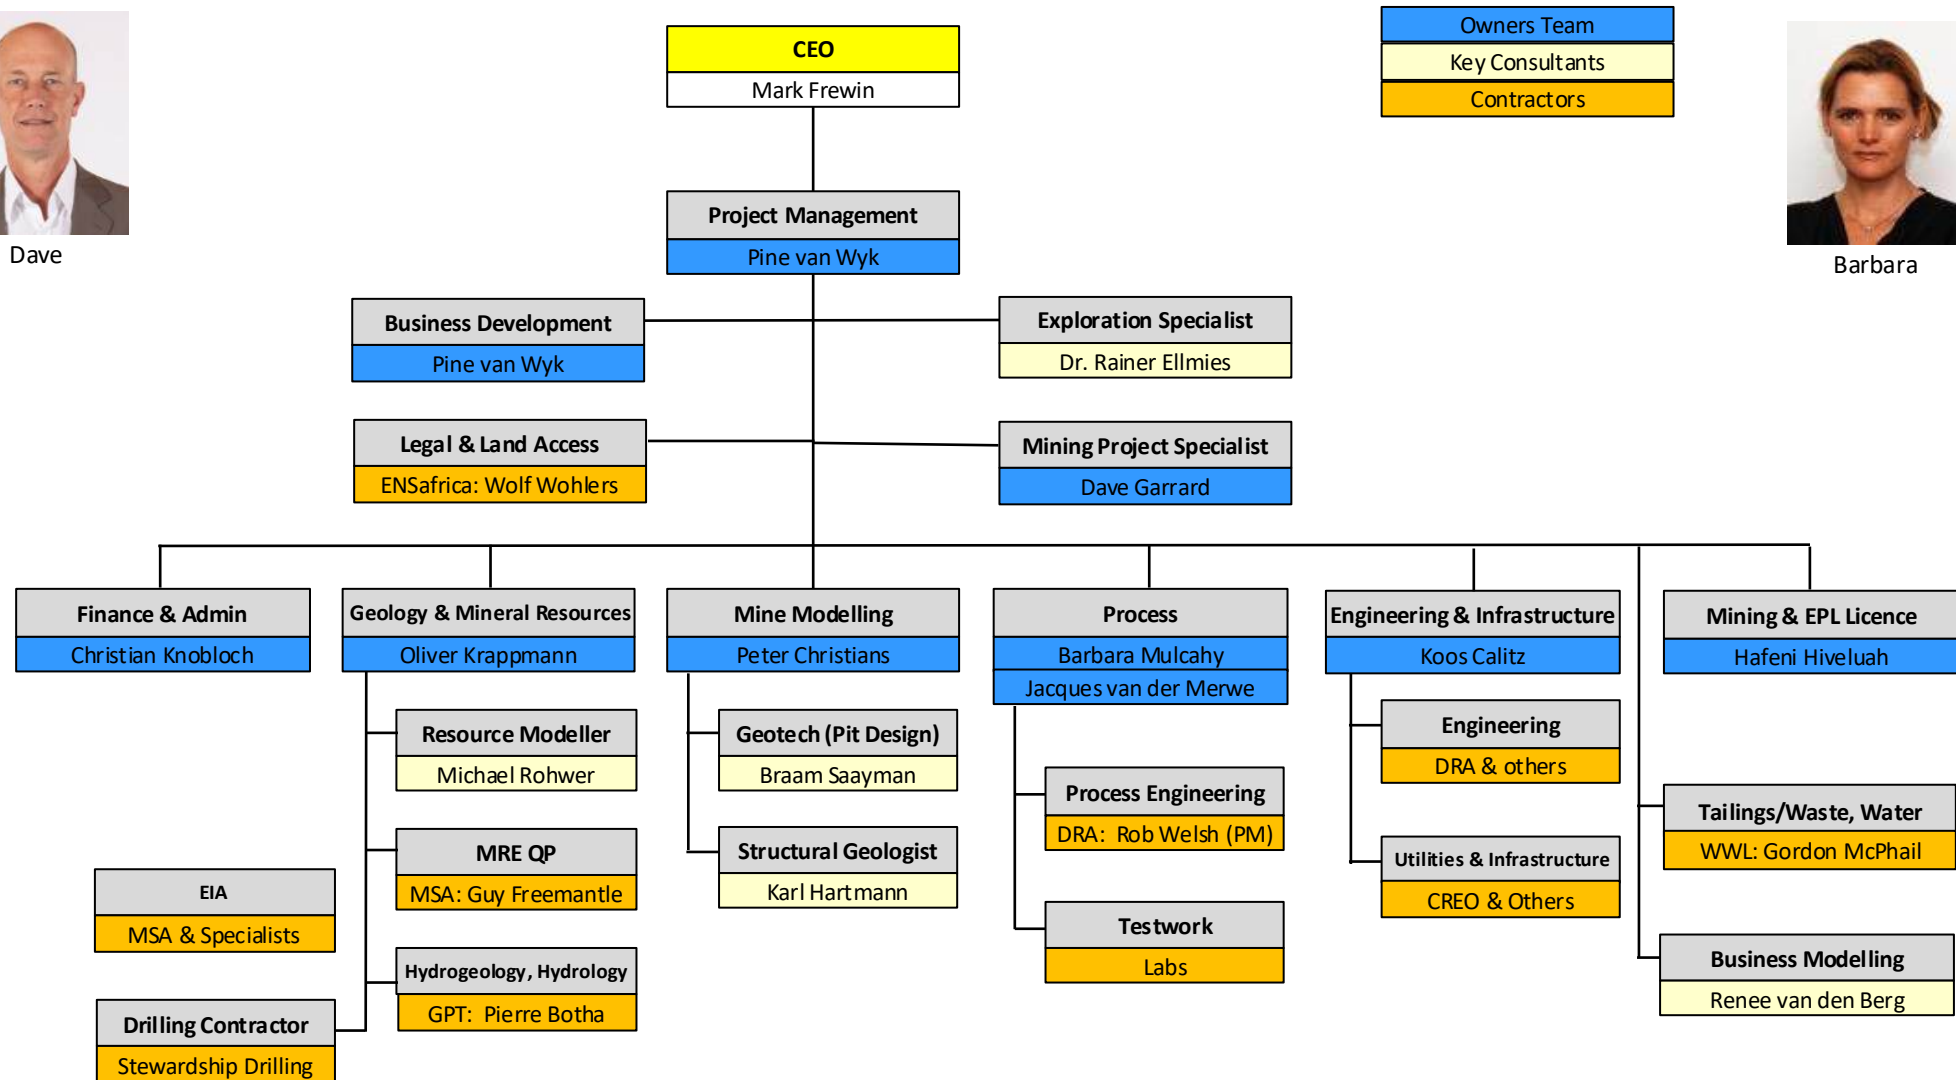 CEO
Mark Frewin
Owners Team
Key Consultants
Contractors
Dave
Barbara
Project Management
Pine van Wyk
Business Development
Pine van Wyk
Exploration Specialist
Dr. Rainer Ellmies
Legal & Land Access
ENSafrica: Wolf Wohlers
Mining Project Specialist
Dave Garrard
Finance & Admin
Christian Knobloch
Geology & Mineral Resources
Oliver Krappmann
Mine Modelling
Peter Christians
Process
Barbara Mulcahy
Jacques van der Merwe
Engineering & Infrastructure
Koos Calitz
Mining & EPL Licence
Hafeni Hiveluah
Resource Modeller
Michael Rohwer
MRE QP
MSA: Guy Freemantle
Hydrogeology, Hydrology
GPT: Pierre Botha
EIA
MSA & Specialists
Drilling Contractor
Stewardship Drilling
Geotech (Pit Design)
Braam Saayman
Structural Geologist
Karl Hartmann
Process Engineering
DRA: Rob Welsh (PM)
Testwork
Labs
Engineering
DRA & others
Utilities & Infrastructure
CREO & Others
Tailings/Waste, Water
WWL: Gordon McPhail
Business Modelling
Renee van den Berg